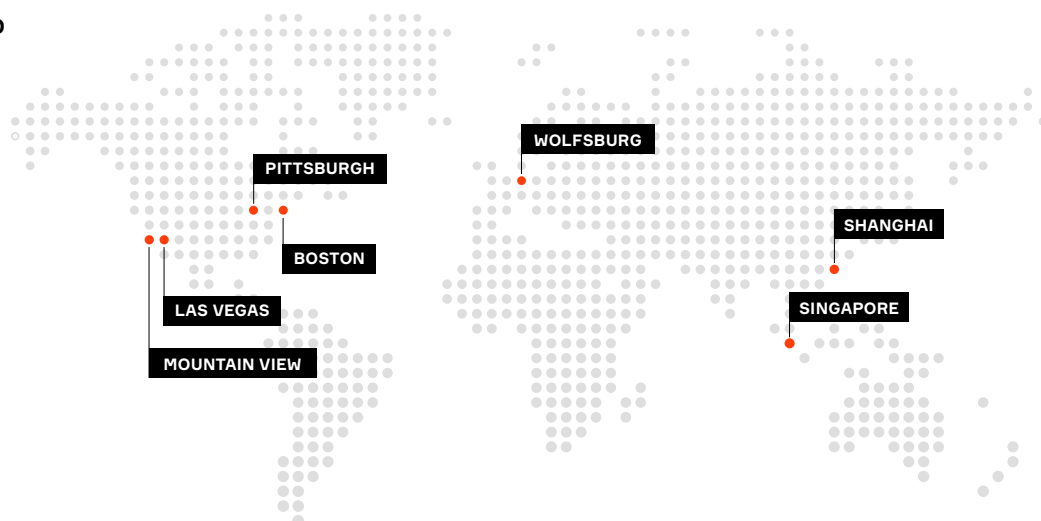 PITTSBURGH
WOLFSBURG
BOSTON
SHANGHAI
LAS VEGAS
SINGAPORE
MOUNTAIN VIEW